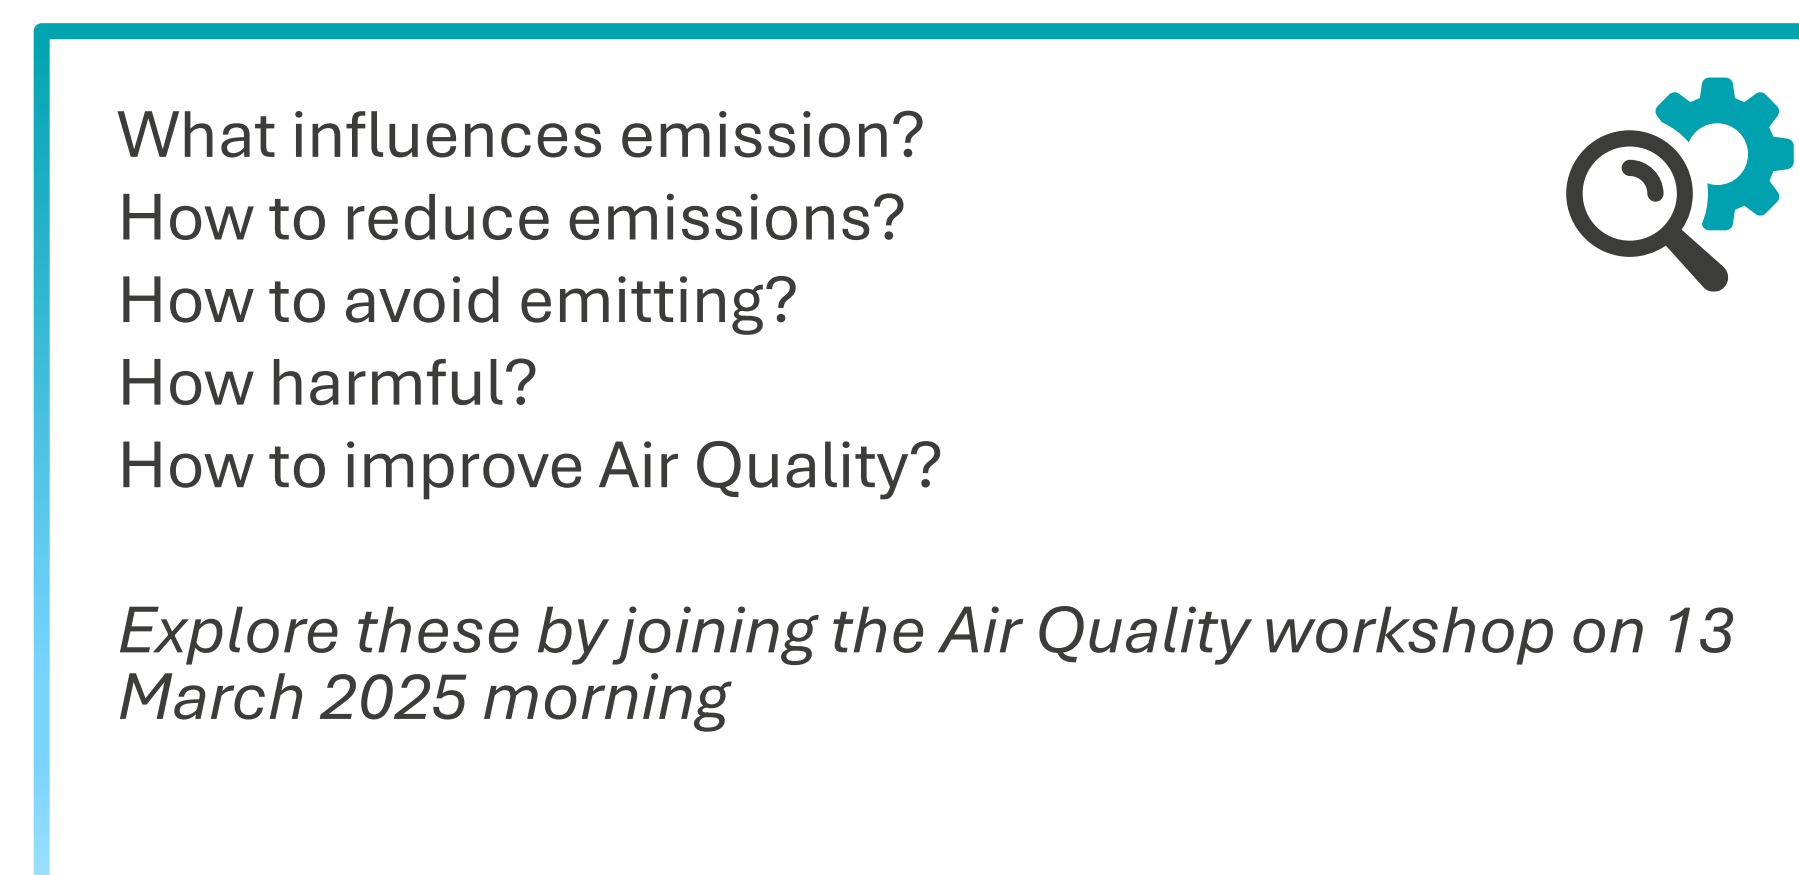 What influences emission?
How to reduce emissions?
How to avoid emitting?
How harmful?
How to improve Air Quality?
Explore these by joining the Air Quality workshop on 13
March 2025 morning